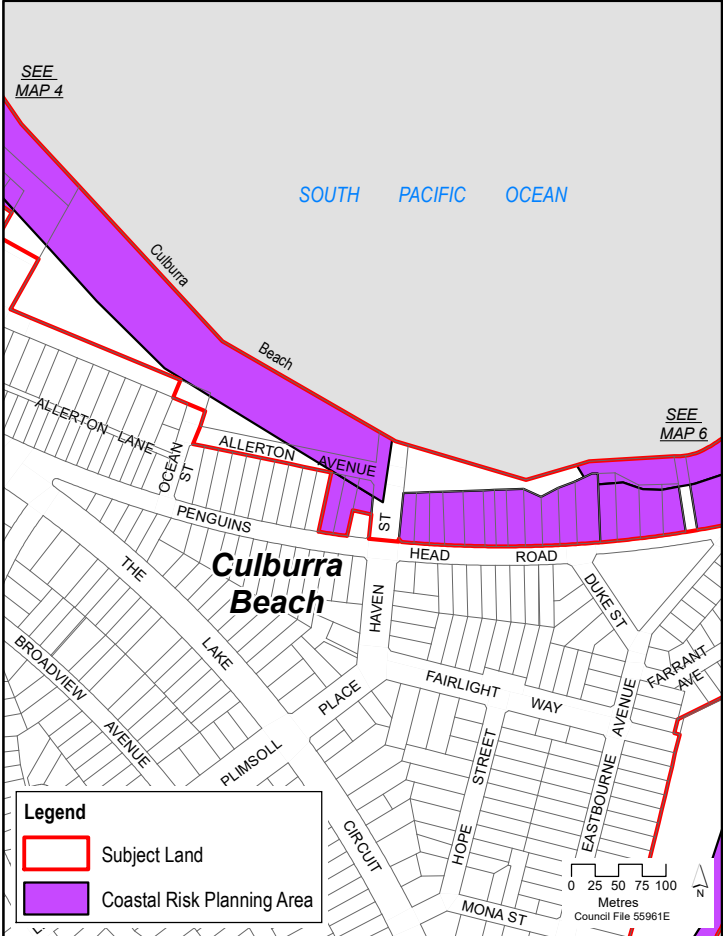 SEE
MAP 4
SOUTH PACIFIC OCEAN
Culburra
Beach
SEE
MAP 6
ALLERTON LANE
OCEAN
ST
ALLERTON AVENUE
PENGUINS
ST
HEAD ROAD
Culburra
Beach
THE
LAKE
HAVEN
DUKE ST
FARRANT
AVE
BROADVIEW
AVENUE
PLACE
PLIMSOLL
FAIRLIGHT WAY
AVENUE
EASTBOURNE
STREET
HOPE
CIRCUIT
MONA ST
Legend
Subject Land
Coastal Risk Planning Area
0 25 50 75 100
Metres
Council File 55961E
N